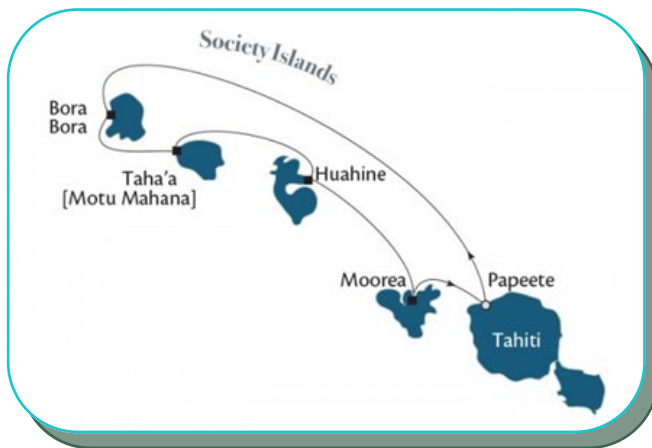 Society Islands
Bora
Bora
Taha'a
[Motu Mahana]
Huahine
Moorea
Papeete
Tahiti